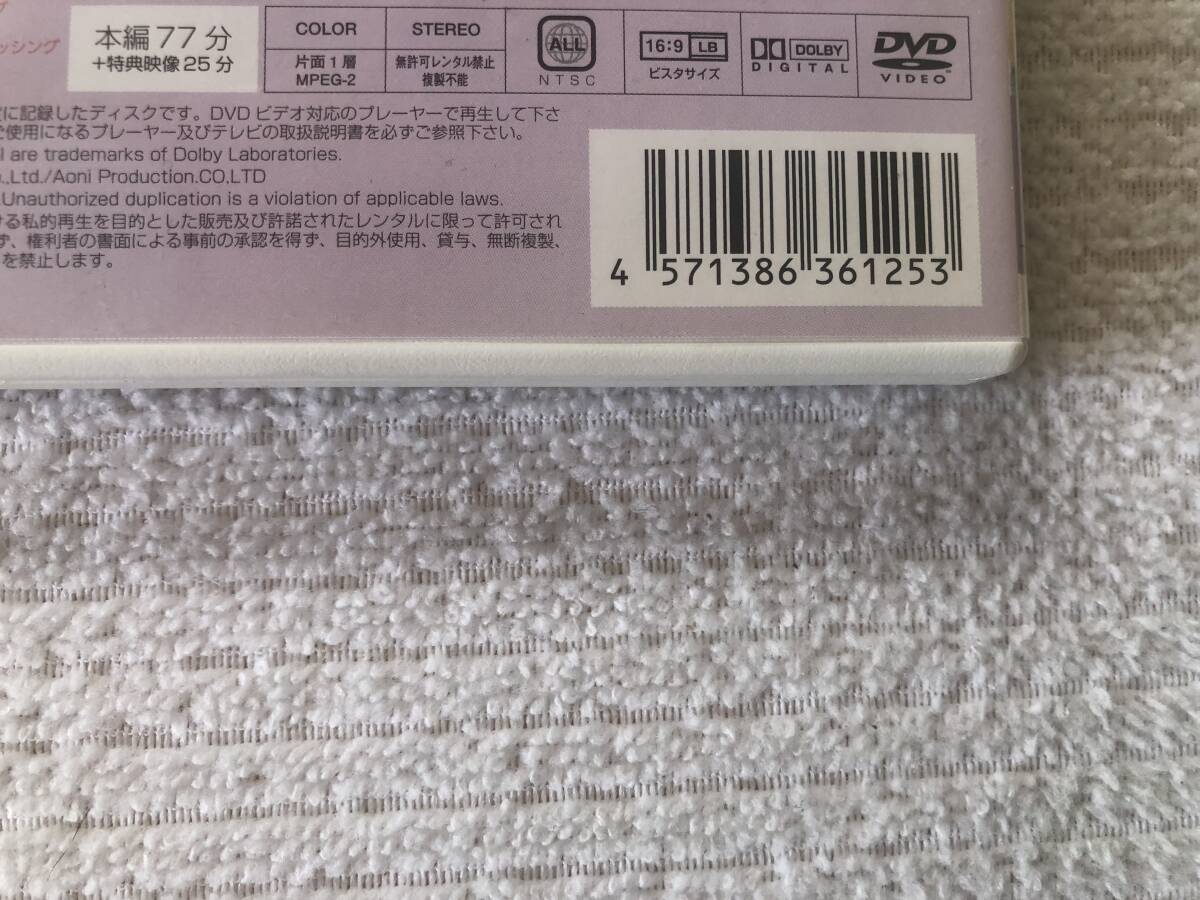 ッシング
本編77分
+特典映像25分
COLOR
STEREO
片面1層
MPEG-2
無許可レンタル禁止
複製不能
ALL
NTSC
16:9 LB
ビスタサイズ
DOLBY
DIGITAL
DVD
VIDEO
に記録したディスクです。DVDビデオ対応のプレーヤーで再生して下さ
使用になるプレーヤー及びテレビの取扱説明書を必ずご参照下さい。
are trademarks of Dolby Laboratories.
.,Ltd./Aoni Production.CO,LTD
.Unauthorized duplication is a violation of applicable laws.
ける私的再生を目的とした販売及び許諾されたレンタルに限って許可され
ず、権利者の書面による事前の承認を得ず、目的外使用、貸与、無断複製、
を禁止します。
4 571386 361253